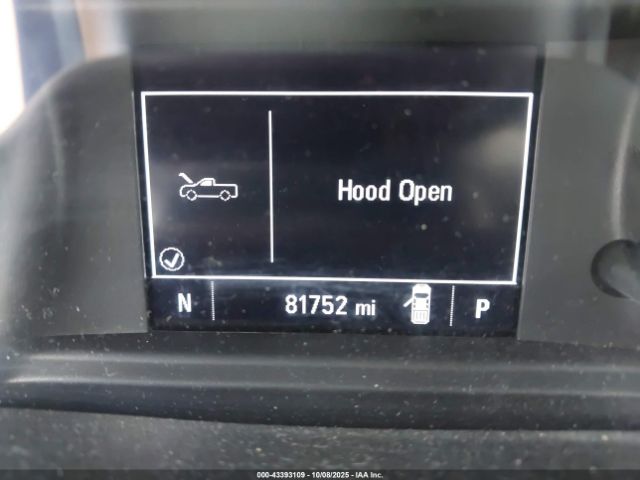 Hood Open
N 81752 mi P
000-43393109 - 10/08/2025 - IAA Inc.